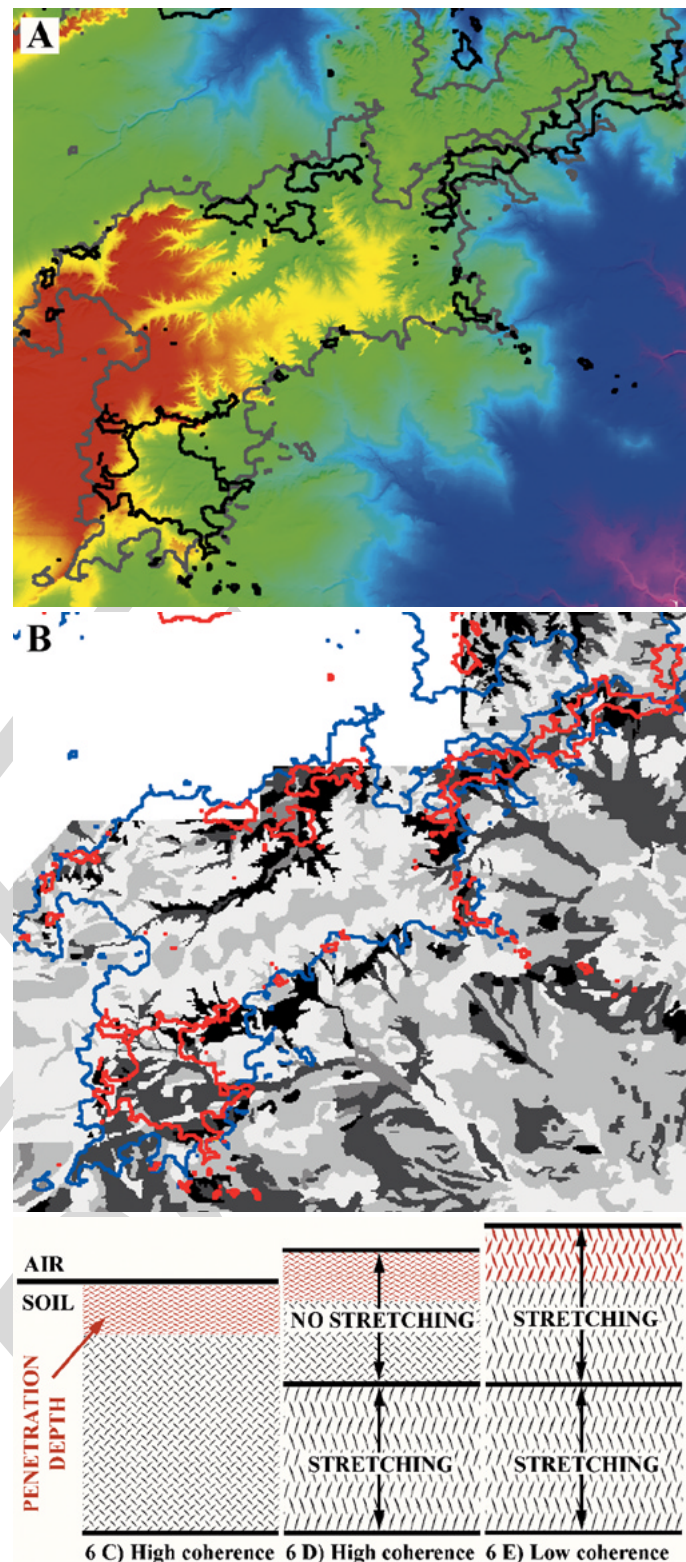 A
B
AIR
SOIL
PENETRATION
DEPTH
NO STRETCHING
STRETCHING
STRETCHING
STRETCHING
6 C) High coherence
6 D) High coherence
6 E) Low coherence